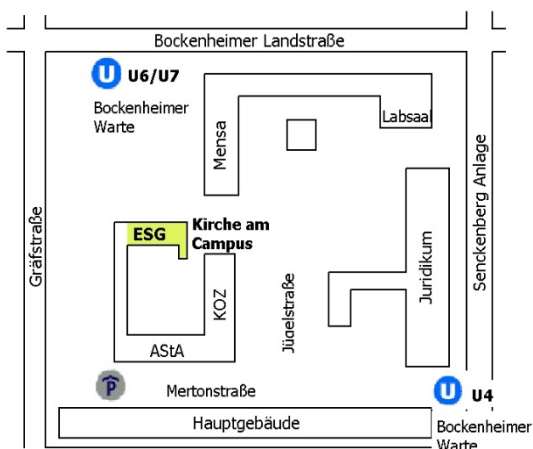 Bockenheimer Landstraße
U U6/U7
Bockenheimer
Warte
Mensa
Labsaal
Gräfstraße
Senckenberg Anlage
ESG
Kirche am
Campus
KOZ
Jügelstraße
Juridikum
AStA
P
Mertonstraße
U U4
Hauptgebäude
Bockenheimer
Warte